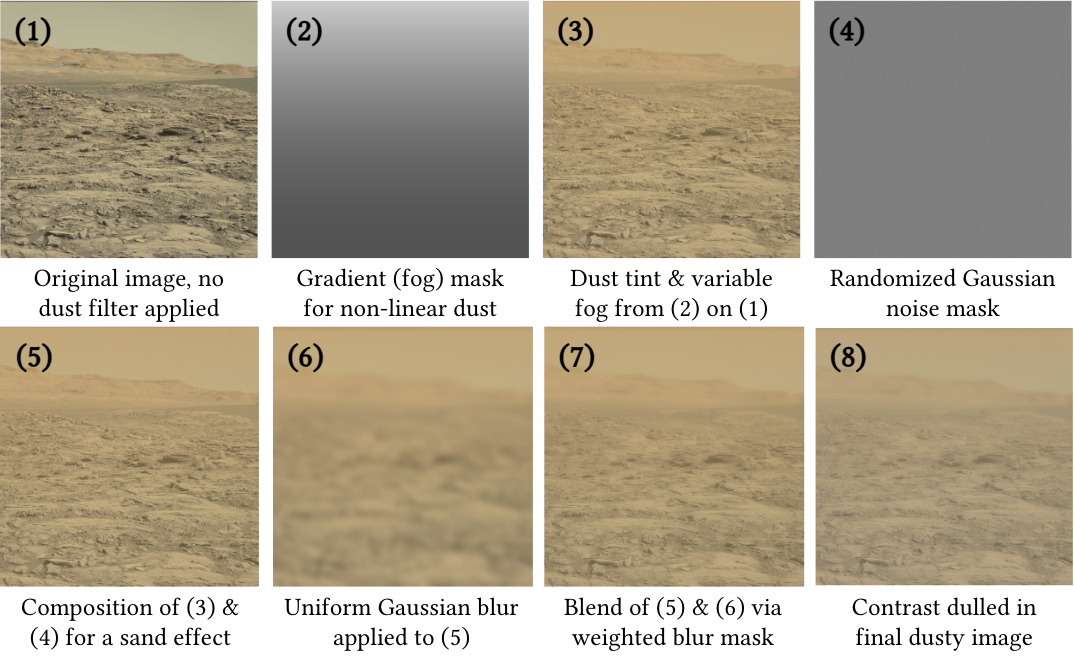 (1)
(2)
(3)
(4)
Original image, no
dust filter applied
Gradient (fog) mask
for non-linear dust
Dust tint & variable
fog from (2) on (1)
Randomized Gaussian
noise mask
(5)
(6)
(7)
(8)
Composition of (3) &
(4) for a sand effect
Uniform Gaussian blur
applied to (5)
Blend of (5) & (6) via
weighted blur mask
Contrast dulled in
final dusty image